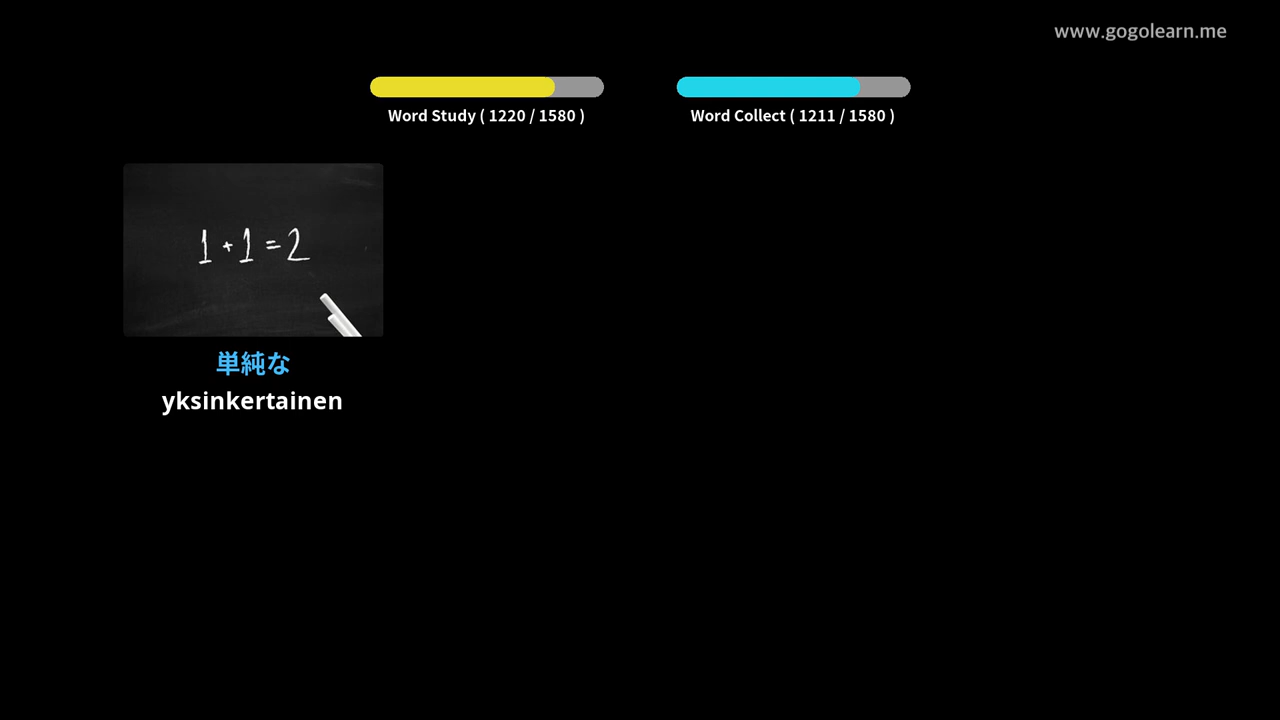 www.gogolearn.me
Word Study ( 1220 / 1580 )
Word Collect ( 1211 / 1580 )
1 + 1 = 2
単純な
yksinkertainen